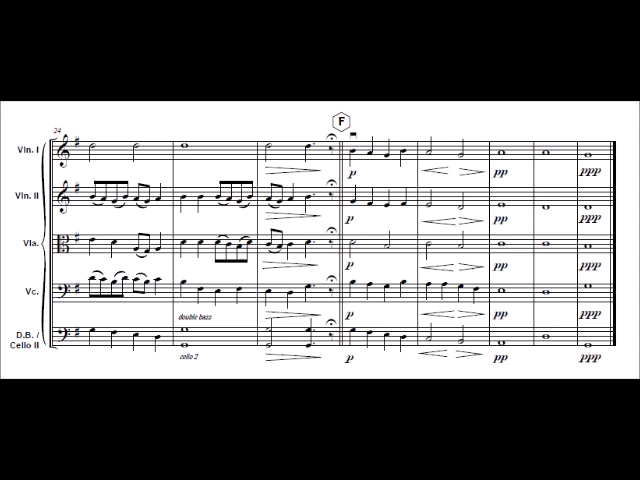 F
24
Vln. I
p pp ppp
Vln. II
p pp ppp
Vla.
p pp ppp
Vc.
p pp ppp
double bass
D.B. /
Cello II
cello 2
p pp ppp